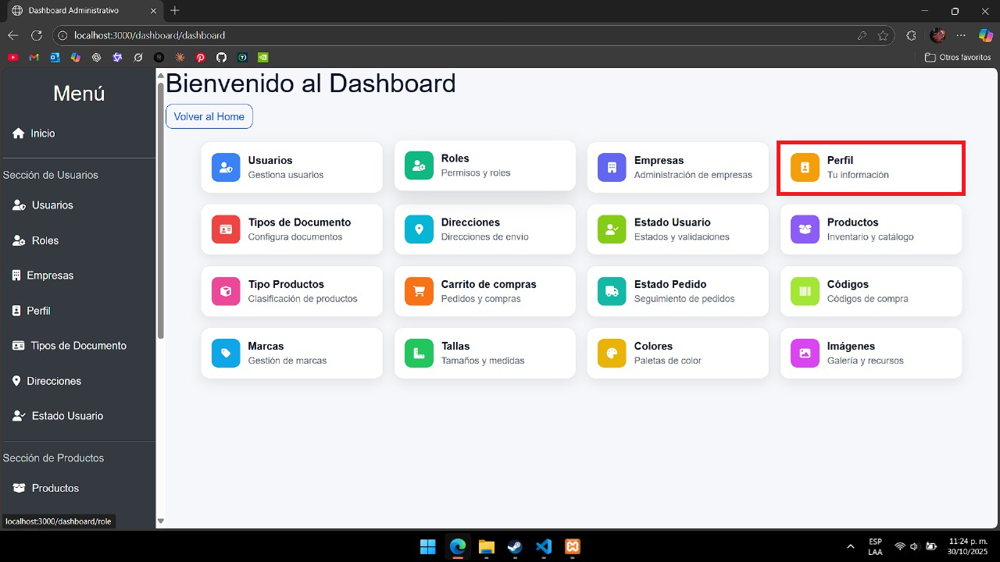 Dashboard Administrativo
localhost:3000/dashboard/dashboard
Otros favoritos
Menú
Inicio
Sección de Usuarios
Usuarios
Roles
Empresas
Perfil
Tipos de Documento
Direcciones
Estado Usuario
Sección de Productos
Productos
localhost:3000/dashboard/role
Bienvenido al Dashboard
Volver al Home
Usuarios
Gestiona usuarios
Roles
Permisos y roles
Empresas
Administración de empresas
Perfil
Tu información
Tipos de Documento
Configura documentos
Direcciones
Direcciones de envío
Estado Usuario
Estados y validaciones
Productos
Inventario y catálogo
Tipo Productos
Clasificación de productos
Carrito de compras
Pedidos y compras
Estado Pedido
Seguimiento de pedidos
Códigos
Códigos de compra
Marcas
Gestión de marcas
Tallas
Tamaños y medidas
Colores
Paletas de color
Imágenes
Galería y recursos
ESP
LAA
11:24 p. m.
30/10/2025